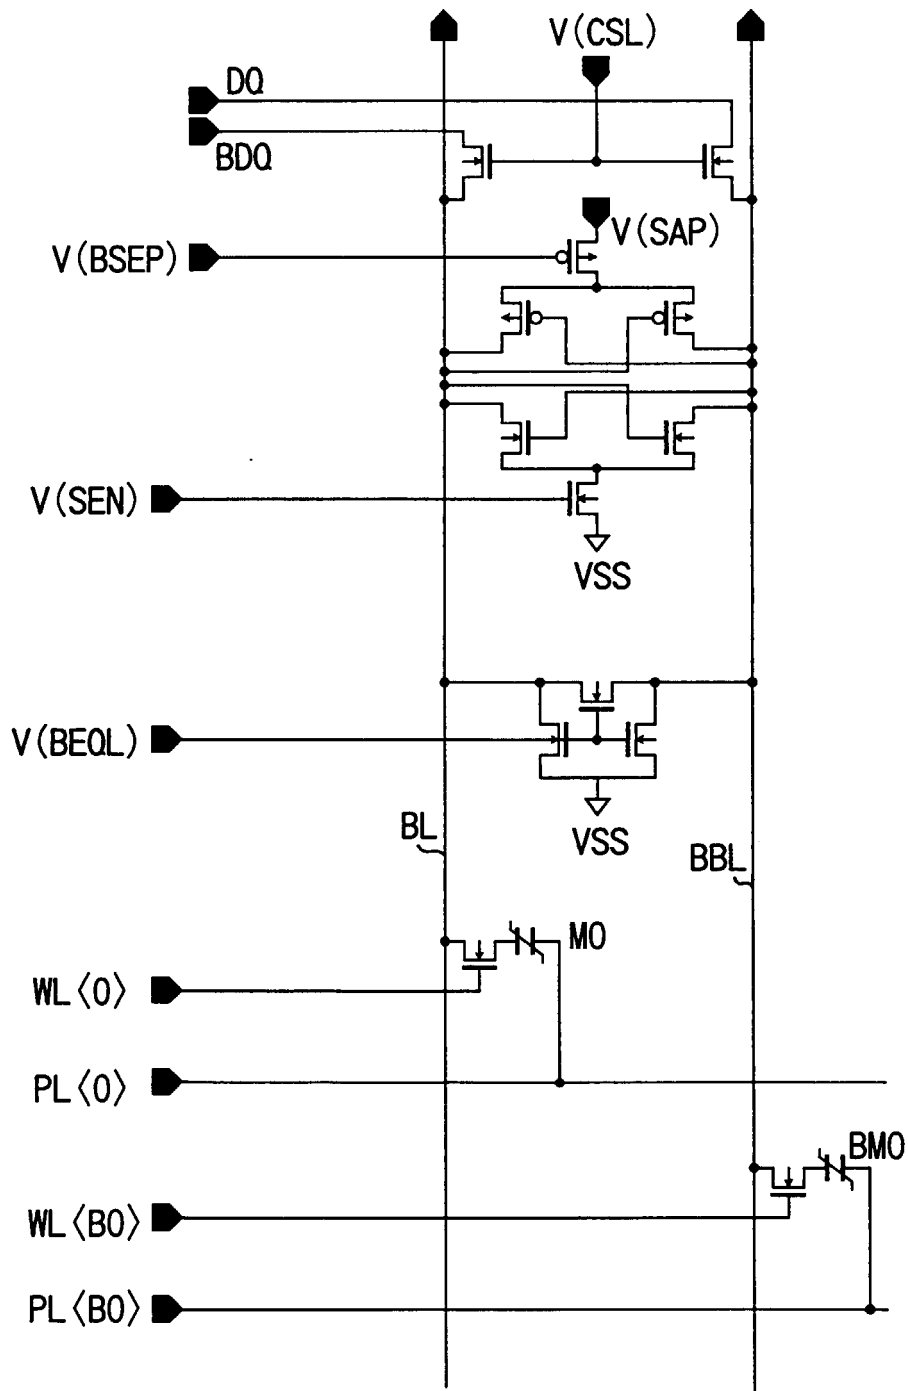 V(CSL)
DQ
BDQ
V(SAP)
V(BSEP)
V(SEN)
VSS
V(BEQL)
VSS
BL
BBL
M0
WL〈0〉
PL〈0〉
BM0
WL〈B0〉
PL〈B0〉